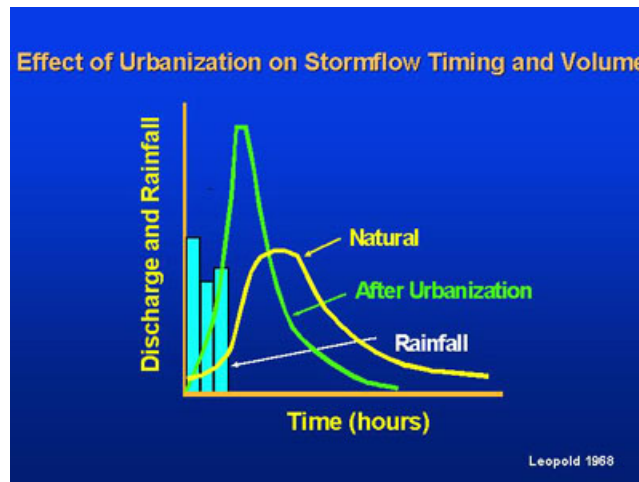 Effect of Urbanization on Stormflow Timing and Volume
Discharge and Rainfall
Natural
After Urbanization
Rainfall
Time (hours)
Leopold 1968